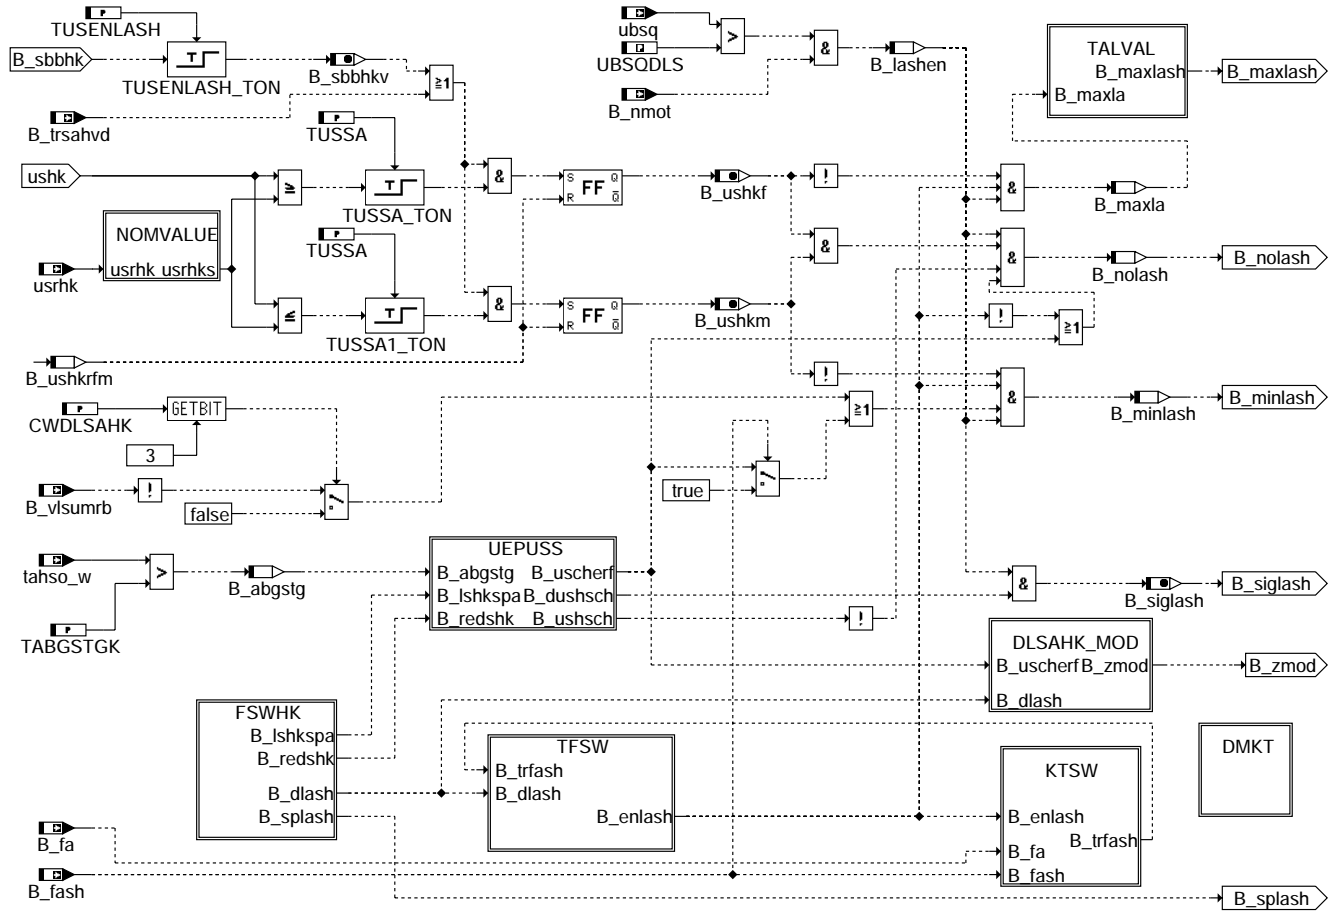 P
TUSENLASH
B_sbbhk
T
TUSENLASH_TON
B_sbbhkv
≥1
B_trsahvd
P
TUSSA
ubsq
P
UBSQDLS
>
&
B_lashen
B_nmot
TALVAL
B_maxlash
B_maxla
B_maxlash
ushk
≥
T
TUSSA_TON
&
S Q
FF
R Q
B_ushkf
!
&
B_maxla
NOMVALUE
usrhk usrhks
usrhk
P
TUSSA
≤
T
TUSSA1_TON
&
S Q
FF
R Q
B_ushkm
&
&
B_nolash
B_nolash
!
≥1
B_ushkrfm
!
&
B_minlash
B_minlash
P
CWDLSAHK
GETBIT
3
≥1
B_vlsumrb
!
false
true
tahso_w
>
P
TABGSTGK
B_abgstg
UEPUSS
B_abgstg B_uscherf
B_lshkspa B_dushsch
B_redshk B_ushsch
!
&
B_siglash
B_siglash
DLSAHK_MOD
B_uscherf B_zmod
B_dlash
B_zmod
FSWHK
B_lshkspa
B_redshk
B_dlash
B_splash
TFSW
B_trfash
B_dlash
B_enlash
KTSW
B_enlash
B_trfash
B_fa
B_fash
DMKT
B_fa
B_fash
B_splash